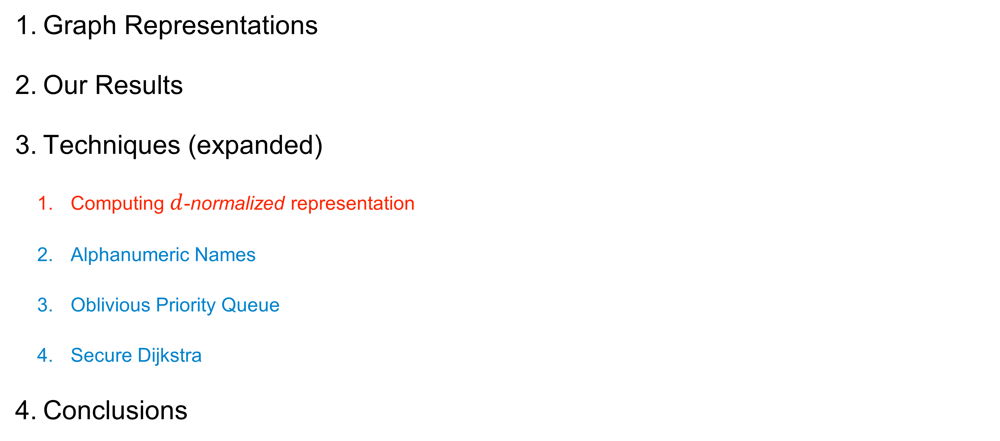 1. Graph Representations
2. Our Results
3. Techniques (expanded)
1. Computing d-normalized representation
2. Alphanumeric Names
3. Oblivious Priority Queue
4. Secure Dijkstra
4. Conclusions